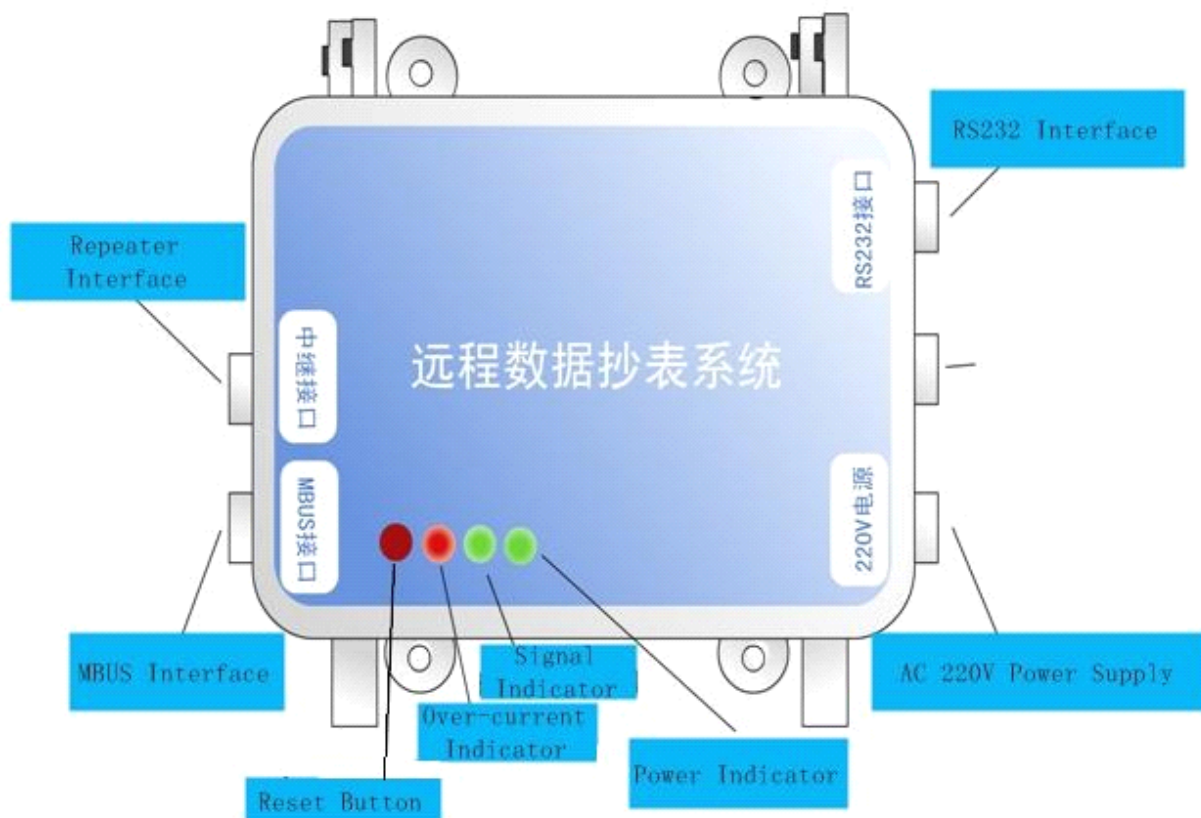 RS232 Interface
RS232接口
Repeater
Interface
中继接口
远程数据抄表系统
MBUS接口
220V电源
MBUS Interface
Signal
Indicator
AC 220V Power Supply
Over-current
Indicator
Power Indicator
Reset Button